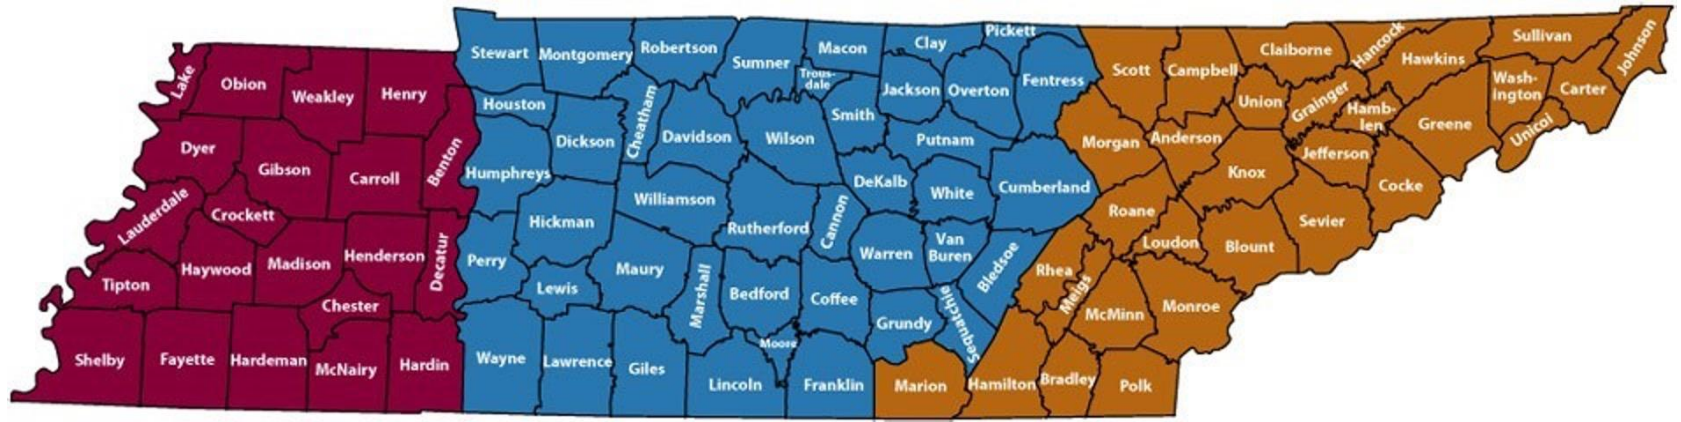 Lake
Obion
Weakley
Henry
Dyer
Gibson
Carroll
Benton
Lauderdale
Crockett
Haywood
Madison
Henderson
Decatur
Tipton
Chester
Shelby
Fayette
Hardeman
McNairy
Hardin
Stewart
Montgomery
Robertson
Sumner
Macon
Trous-
dale
Clay
Pickett
Houston
Dickson
Cheatham
Davidson
Wilson
Smith
Jackson
Overton
Fentress
Humphreys
Hickman
Williamson
Rutherford
Cannon
DeKalb
Putnam
White
Cumberland
Perry
Lewis
Maury
Marshall
Bedford
Coffee
Warren
Van
Buren
Bledsoe
Grundy
Sequatchie
Wayne
Lawrence
Giles
Lincoln
Moore
Franklin
Scott
Campbell
Claiborne
Hancock
Hawkins
Sullivan
Johnson
Morgan
Anderson
Union
Grainger
Hamb-
len
Greene
Wash-
ington
Carter
Unicoi
Roane
Knox
Jefferson
Cocke
Sevier
Loudon
Blount
Rhea
Meigs
McMinn
Monroe
Marion
Hamilton
Bradley
Polk